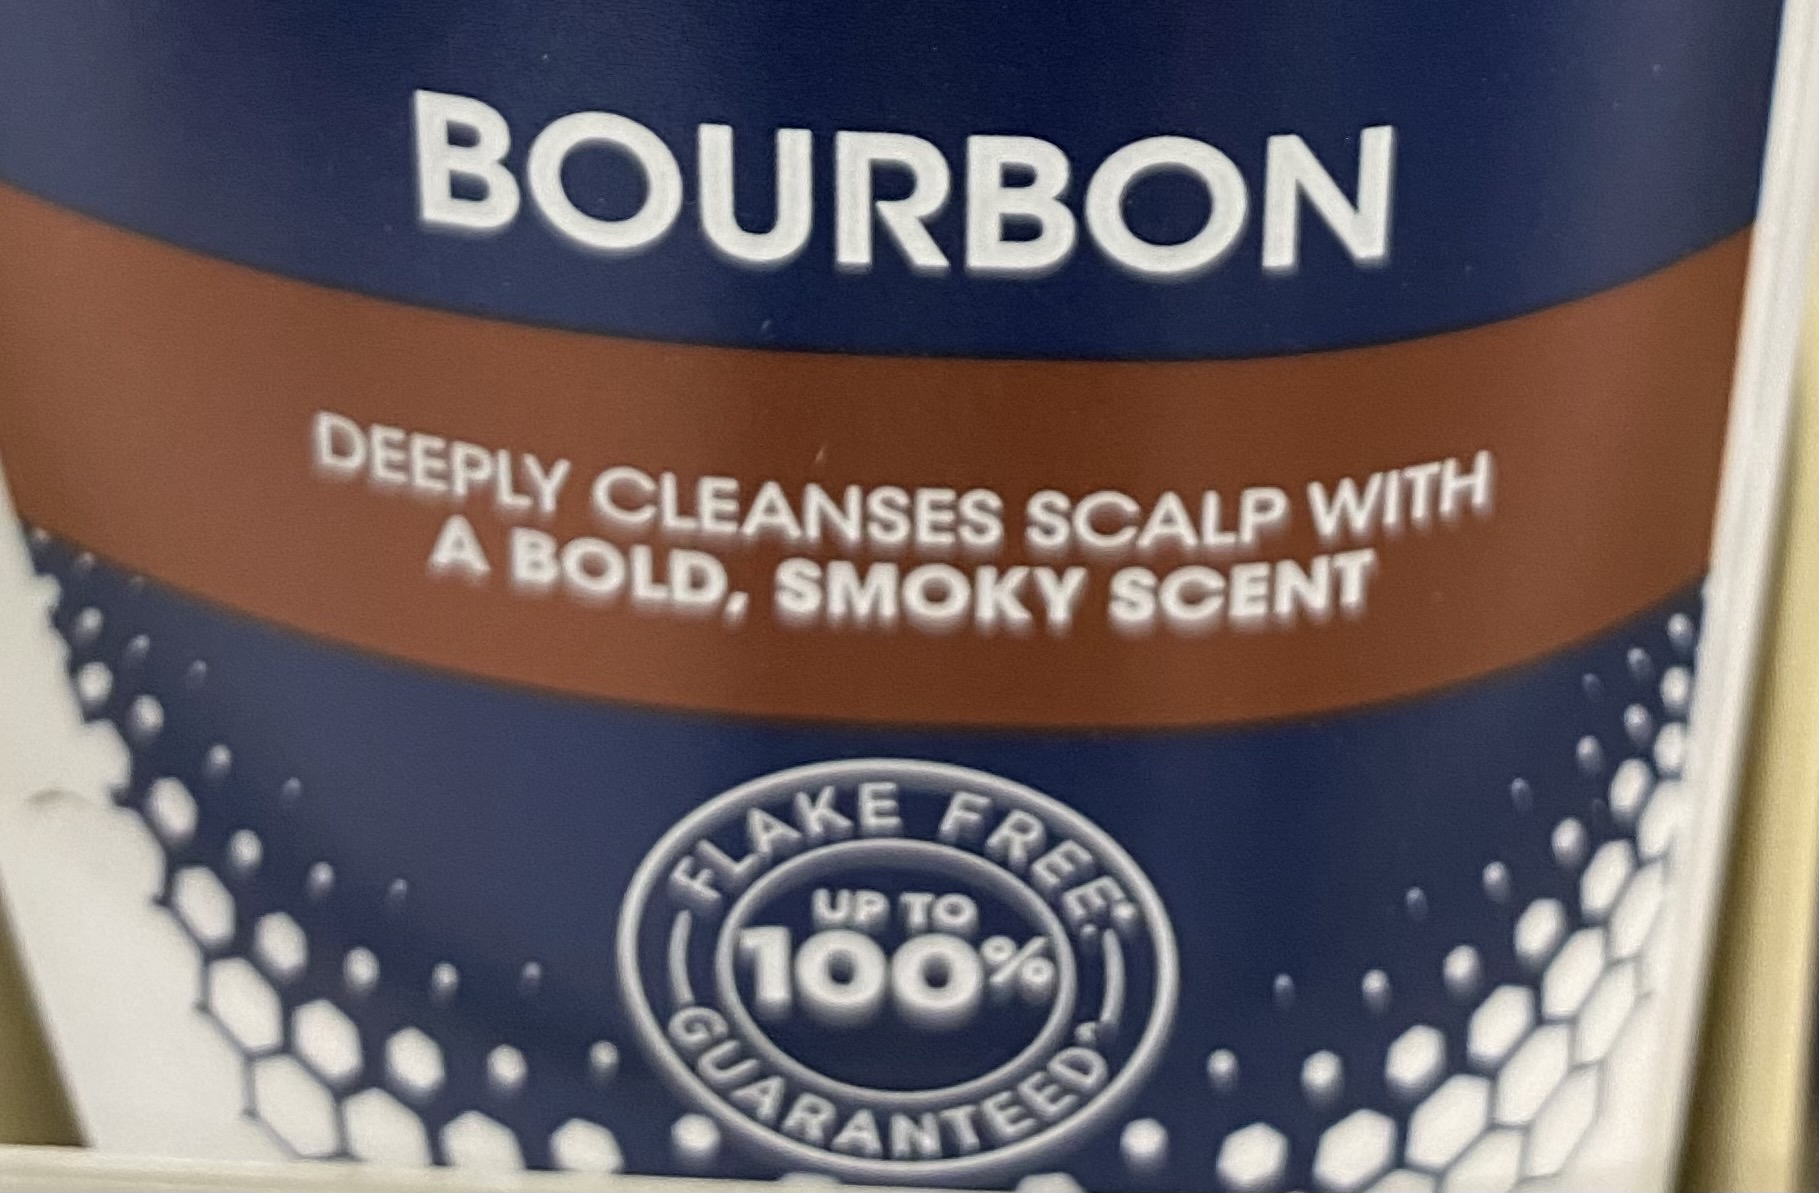 BOURBON
DEEPLY CLEANSES SCALP WITH
A BOLD, SMOKY SCENT
FLAKE FREE*
UP TO
100%
GUARANTEED^